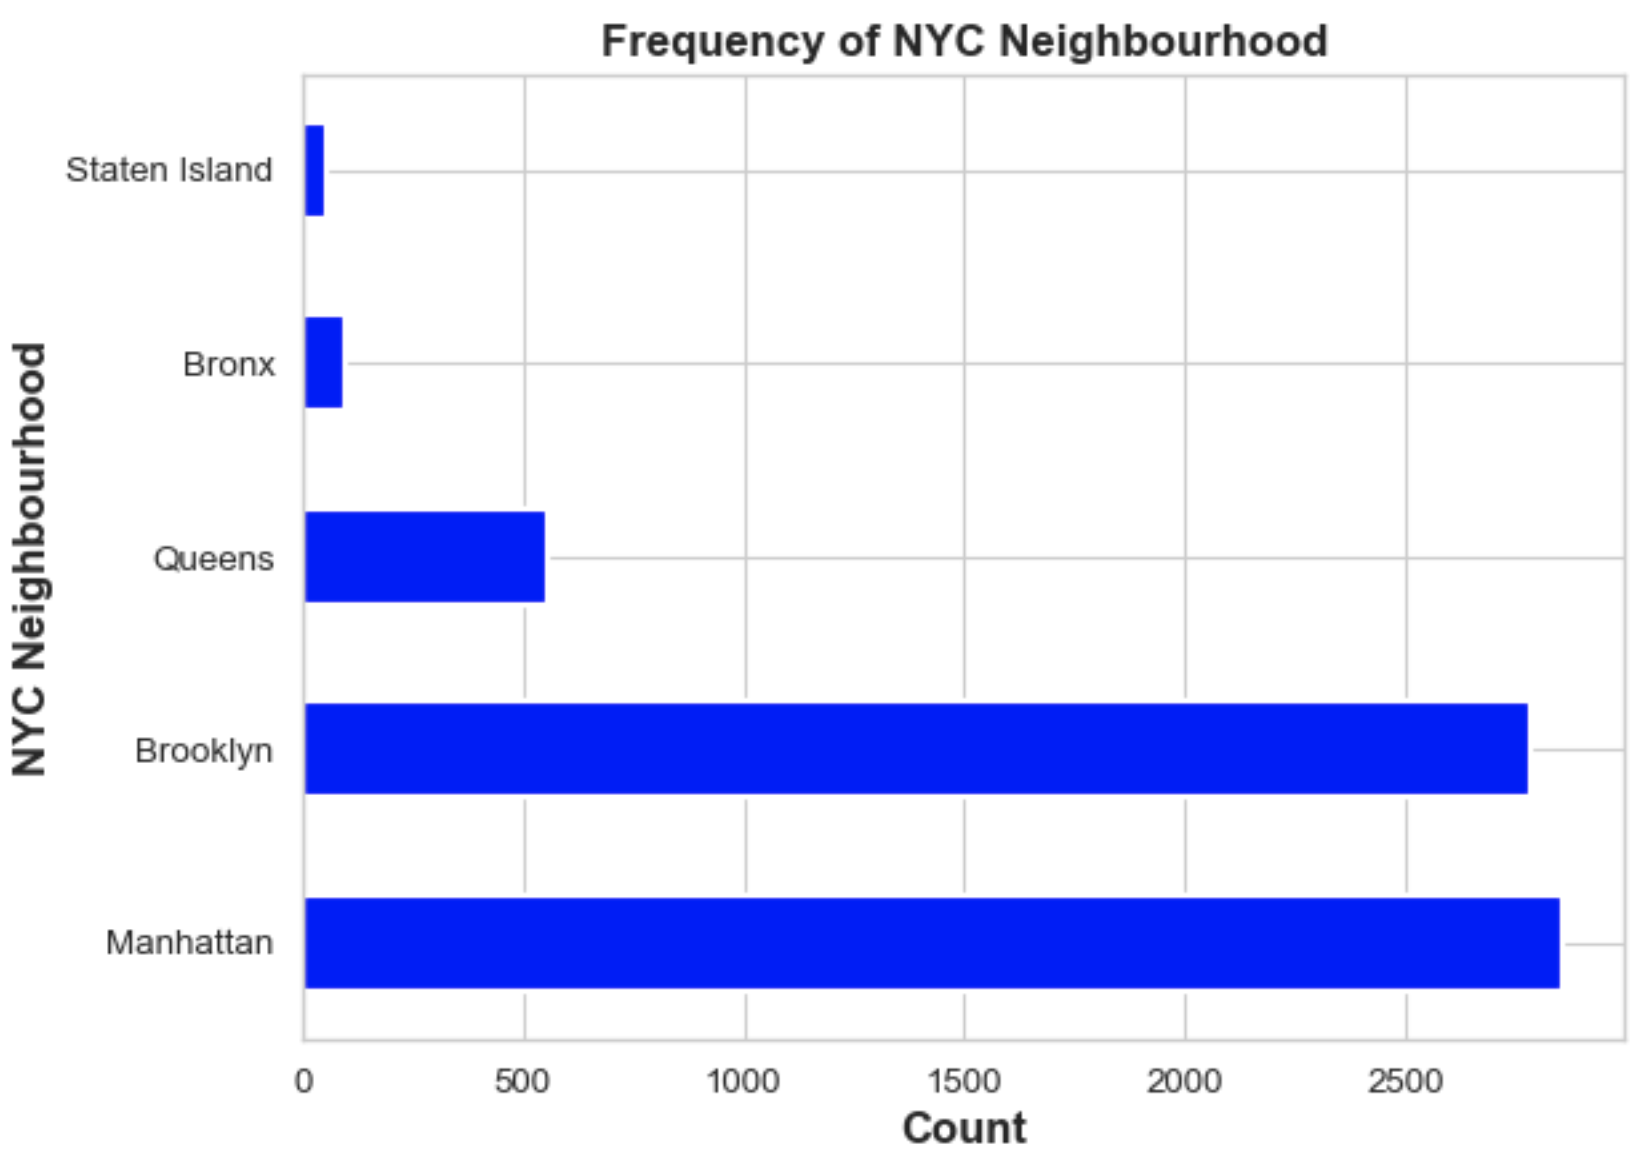 Frequency of NYC Neighbourhood
NYC Neighbourhood
Staten Island
Bronx
Queens
Brooklyn
Manhattan
0 500 1000 1500 2000 2500
Count